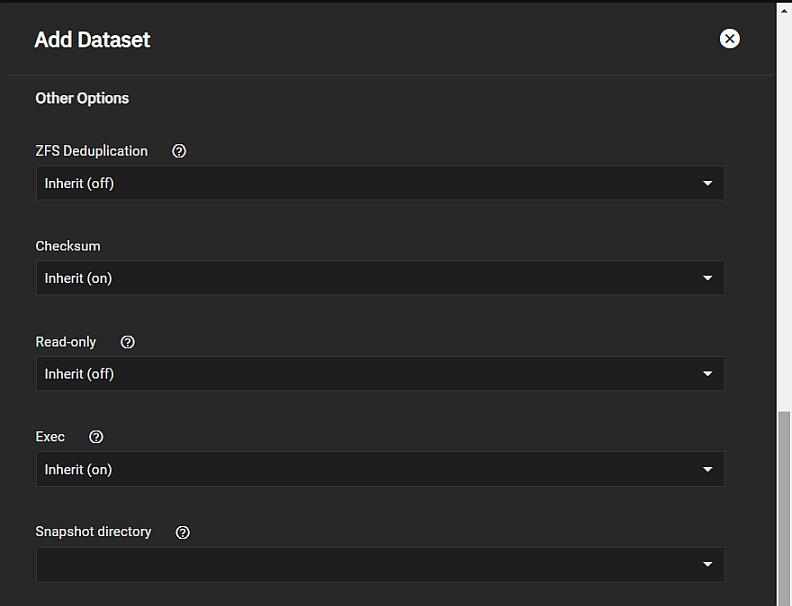 Add Dataset
Other Options
ZFS Deduplication
Inherit (off)
Checksum
Inherit (on)
Read-only
Inherit (off)
Exec
Inherit (on)
Snapshot directory